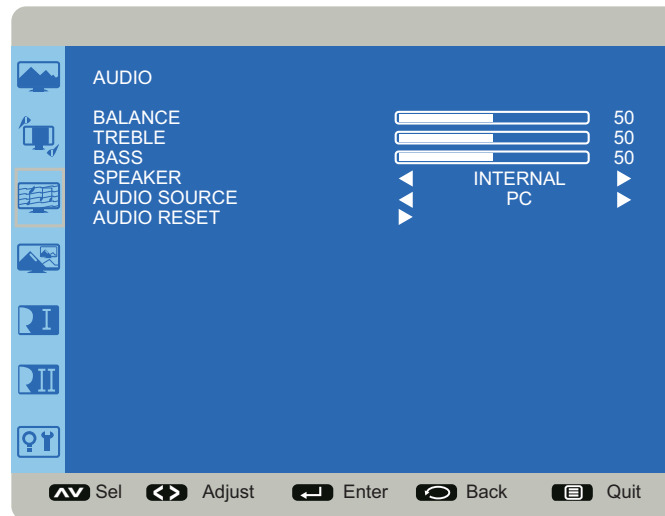 AUDIO
BALANCE 50
TREBLE 50
BASS 50
SPEAKER INTERNAL
AUDIO SOURCE PC
AUDIO RESET
Sel Adjust Enter Back Quit